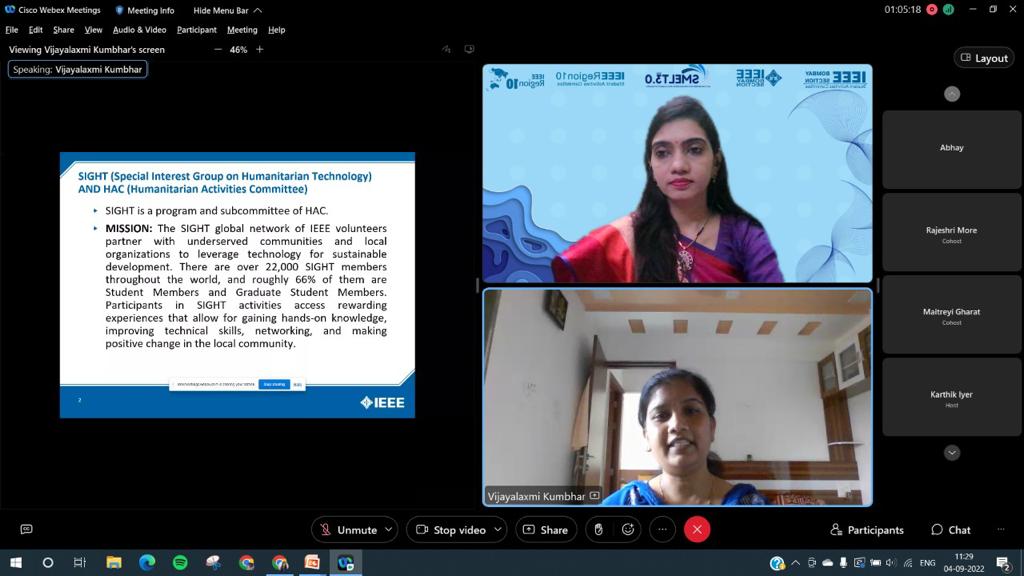 Cisco Webex Meetings
Meeting Info
Hide Menu Bar
01:05:18
File Edit Share View Audio & Video Participant Meeting Help
Viewing Vijayalaxmi Kumbhar's screen
46%
Speaking: Vijayalaxmi Kumbhar
Layout
SIGHT (Special Interest Group on Humanitarian Technology)
AND HAC (Humanitarian Activities Committee)
SIGHT is a program and subcommittee of HAC.
MISSION: The SIGHT global network of IEEE volunteers
partner with underserved communities and local
organizations to leverage technology for sustainable
development. There are over 22,000 SIGHT members
throughout the world, and roughly 66% of them are
Student Members and Graduate Student Members.
Participants in SIGHT activities access rewarding
experiences that allow for gaining hands-on knowledge,
improving technical skills, networking, and making
positive change in the local community.
Stop sharing
Hide
2
IEEE
IEEE
Region 10
IEEE Region 10
SMELT3.0
IEEE
BOMBAY
SECTION
IEEE
BOMBAY
SECTION
Vijayalaxmi Kumbhar
Abhay
Rajeshri More
Cohost
Maitreyi Gharat
Cohost
Karthik Iyer
Host
Unmute
Stop video
Share
Participants
Chat
ENG
11:29
04-09-2022
2